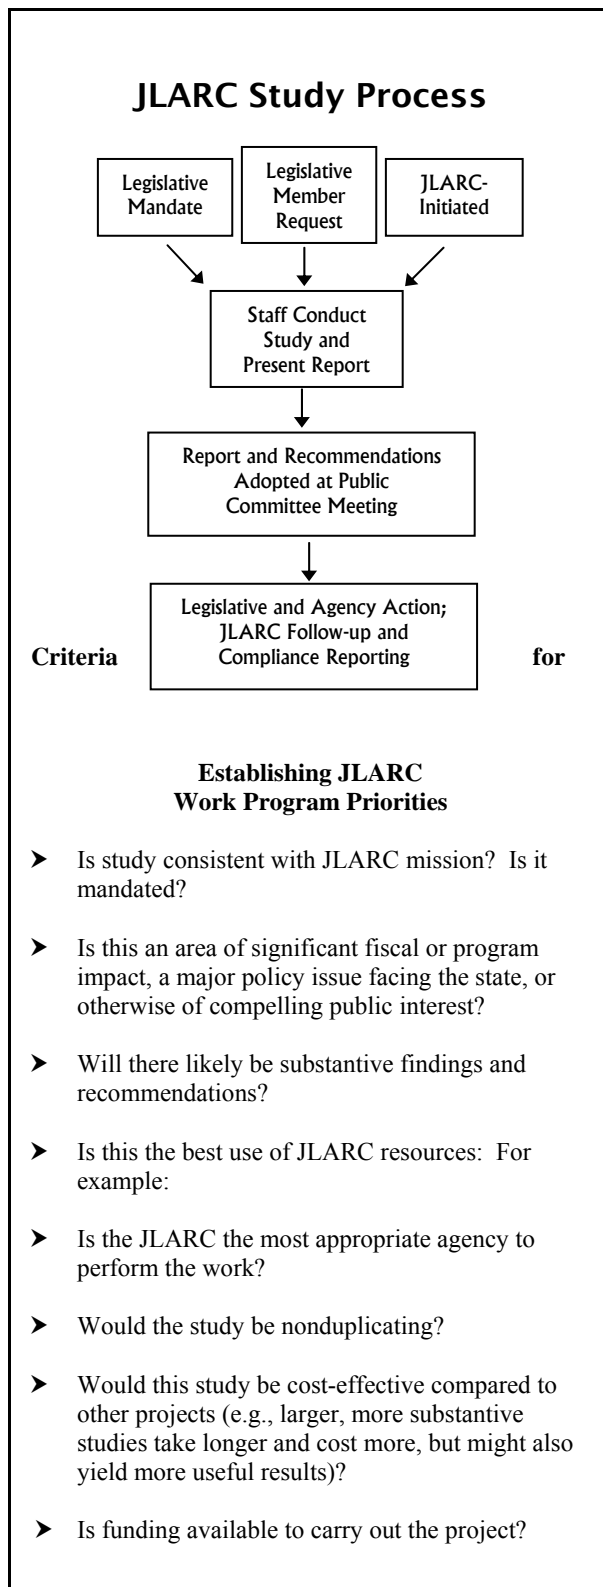 JLARC Study Process
Legislative
Mandate
Legislative
Member
Request
JLARC-
Initiated
Staff Conduct
Study and
Present Report
Report and Recommendations
Adopted at Public
Committee Meeting
Legislative and Agency Action;
JLARC Follow-up and
Compliance Reporting
Criteria for
Establishing JLARC
Work Program Priorities
➤ Is study consistent with JLARC mission? Is it
mandated?
➤ Is this an area of significant fiscal or program
impact, a major policy issue facing the state, or
otherwise of compelling public interest?
➤ Will there likely be substantive findings and
recommendations?
➤ Is this the best use of JLARC resources: For
example:
➤ Is the JLARC the most appropriate agency to
perform the work?
➤ Would the study be nonduplicating?
➤ Would this study be cost-effective compared to
other projects (e.g., larger, more substantive
studies take longer and cost more, but might also
yield more useful results)?
➤ Is funding available to carry out the project?